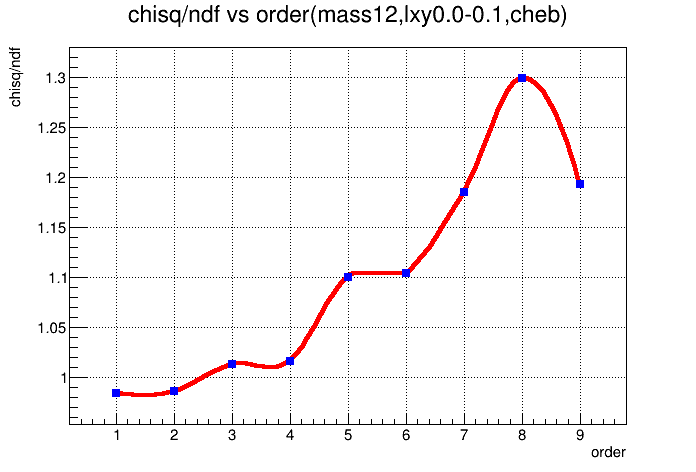 chisq/ndf vs order(mass12,lxy0.0-0.1,cheb)
chisq/ndf
1.3
1.25
1.2
1.15
1.1
1.05
1
1 2 3 4 5 6 7 8 9
order